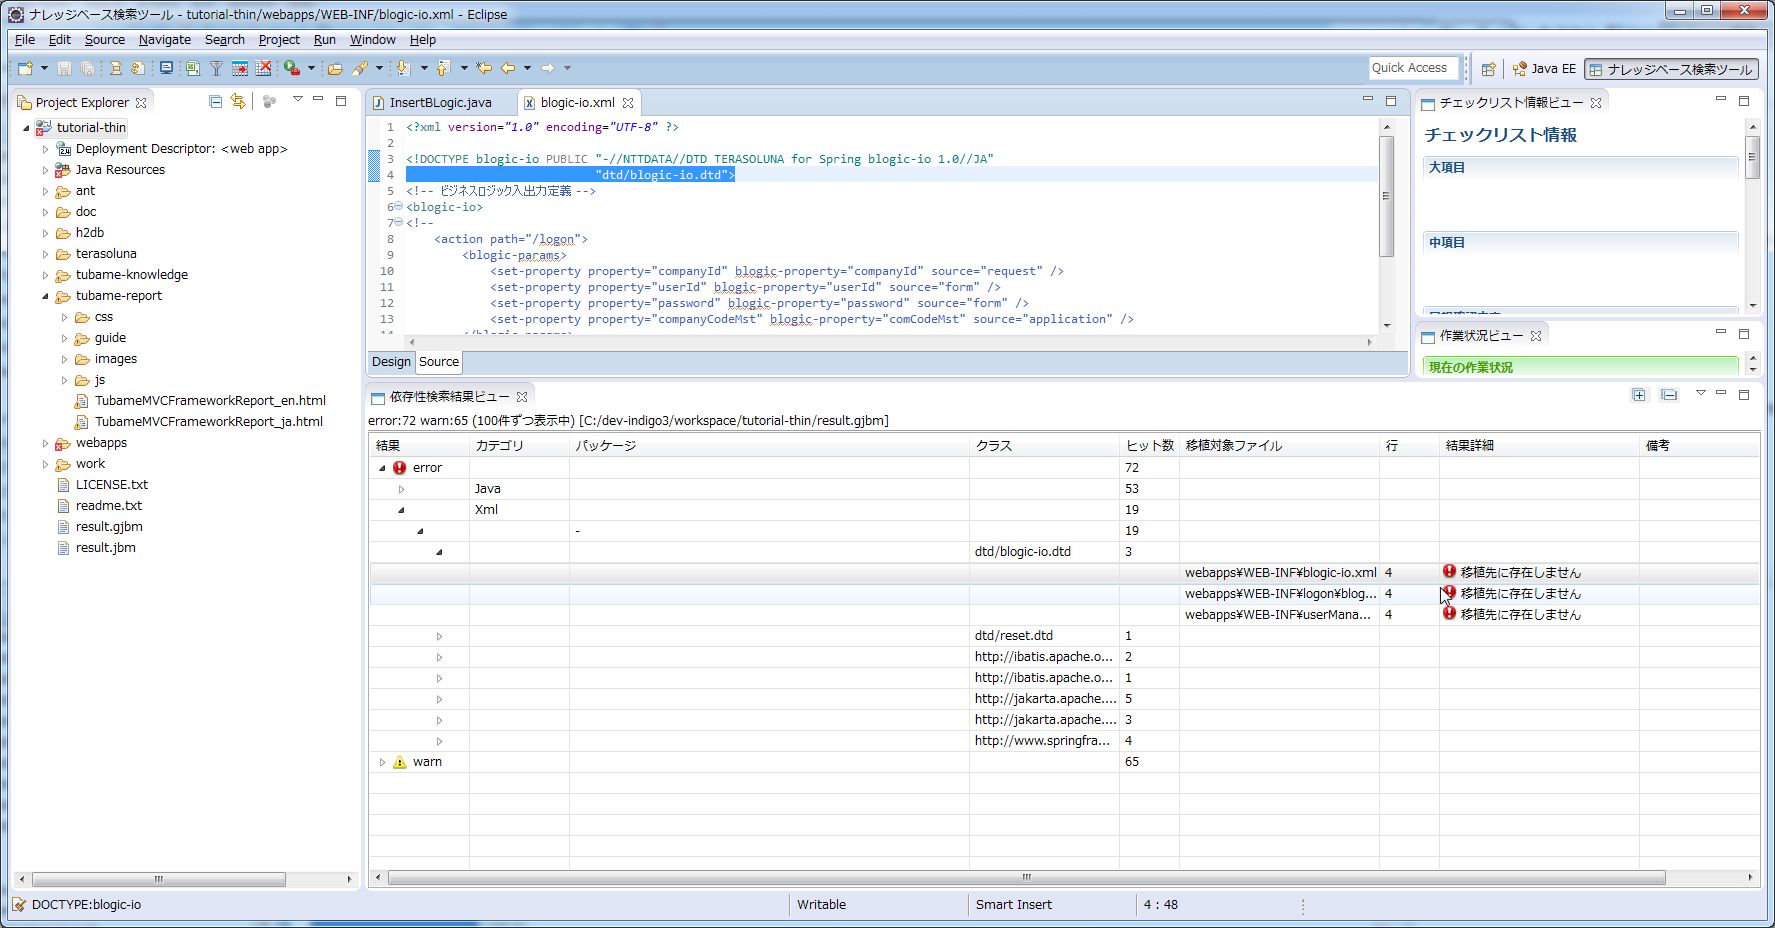 ナレッジベース検索ツール - tutorial-thin/webapps/WEB-INF/blogic-io.xml - Eclipse
File Edit Source Navigate Search Project Run Window Help
Quick Access
Java EE
ナレッジベース検索ツール
Project Explorer
tutorial-thin
Deployment Descriptor: <web app>
Java Resources
ant
doc
h2db
terasoluna
tubame-knowledge
tubame-report
css
guide
images
js
TubameMVCFrameworkReport_en.html
TubameMVCFrameworkReport_ja.html
webapps
work
LICENSE.txt
readme.txt
result.gjbm
result.jbm
InsertBLogic.java
blogic-io.xml
1 <?xml version="1.0" encoding="UTF-8" ?>
2
3 <!DOCTYPE blogic-io PUBLIC "-//NTTDATA//DTD TERASOLUNA for Spring blogic-io 1.0//JA"
4 "dtd/blogic-io.dtd">
5 <!-- ビジネスロジック入出力定義 -->
6 <blogic-io>
7 <!--
8 <action path="/logon">
9 <blogic-params>
10 <set-property property="companyId" blogic-property="companyId" source="request" />
11 <set-property property="userId" blogic-property="userId" source="form" />
12 <set-property property="password" blogic-property="password" source="form" />
13 <set-property property="companyCodeMst" blogic-property="comCodeMst" source="application" />
14 </blogic-params>
Design Source
チェックリスト情報ビュー
チェックリスト情報
大項目
中項目
作業状況ビュー
現在の作業状況
依存性検索結果ビュー
error:72 warn:65 (100件ずつ表示中) [C:/dev-indigo3/workspace/tutorial-thin/result.gjbm]
結果 カテゴリ パッケージ クラス ヒット数 移植対象ファイル 行 結果詳細 備考
error 72
Java 53
Xml 19
- 19
dtd/blogic-io.dtd 3
webapps¥WEB-INF¥blogic-io.xml 4 移植先に存在しません
webapps¥WEB-INF¥logon¥blog... 4 移植先に存在しません
webapps¥WEB-INF¥userMana... 4 移植先に存在しません
dtd/reset.dtd 1
http://ibatis.apache.o... 2
http://ibatis.apache.o... 1
http://jakarta.apache.... 5
http://jakarta.apache.... 3
http://www.springfra... 4
warn 65
DOCTYPE:blogic-io
Writable
Smart Insert
4 : 48